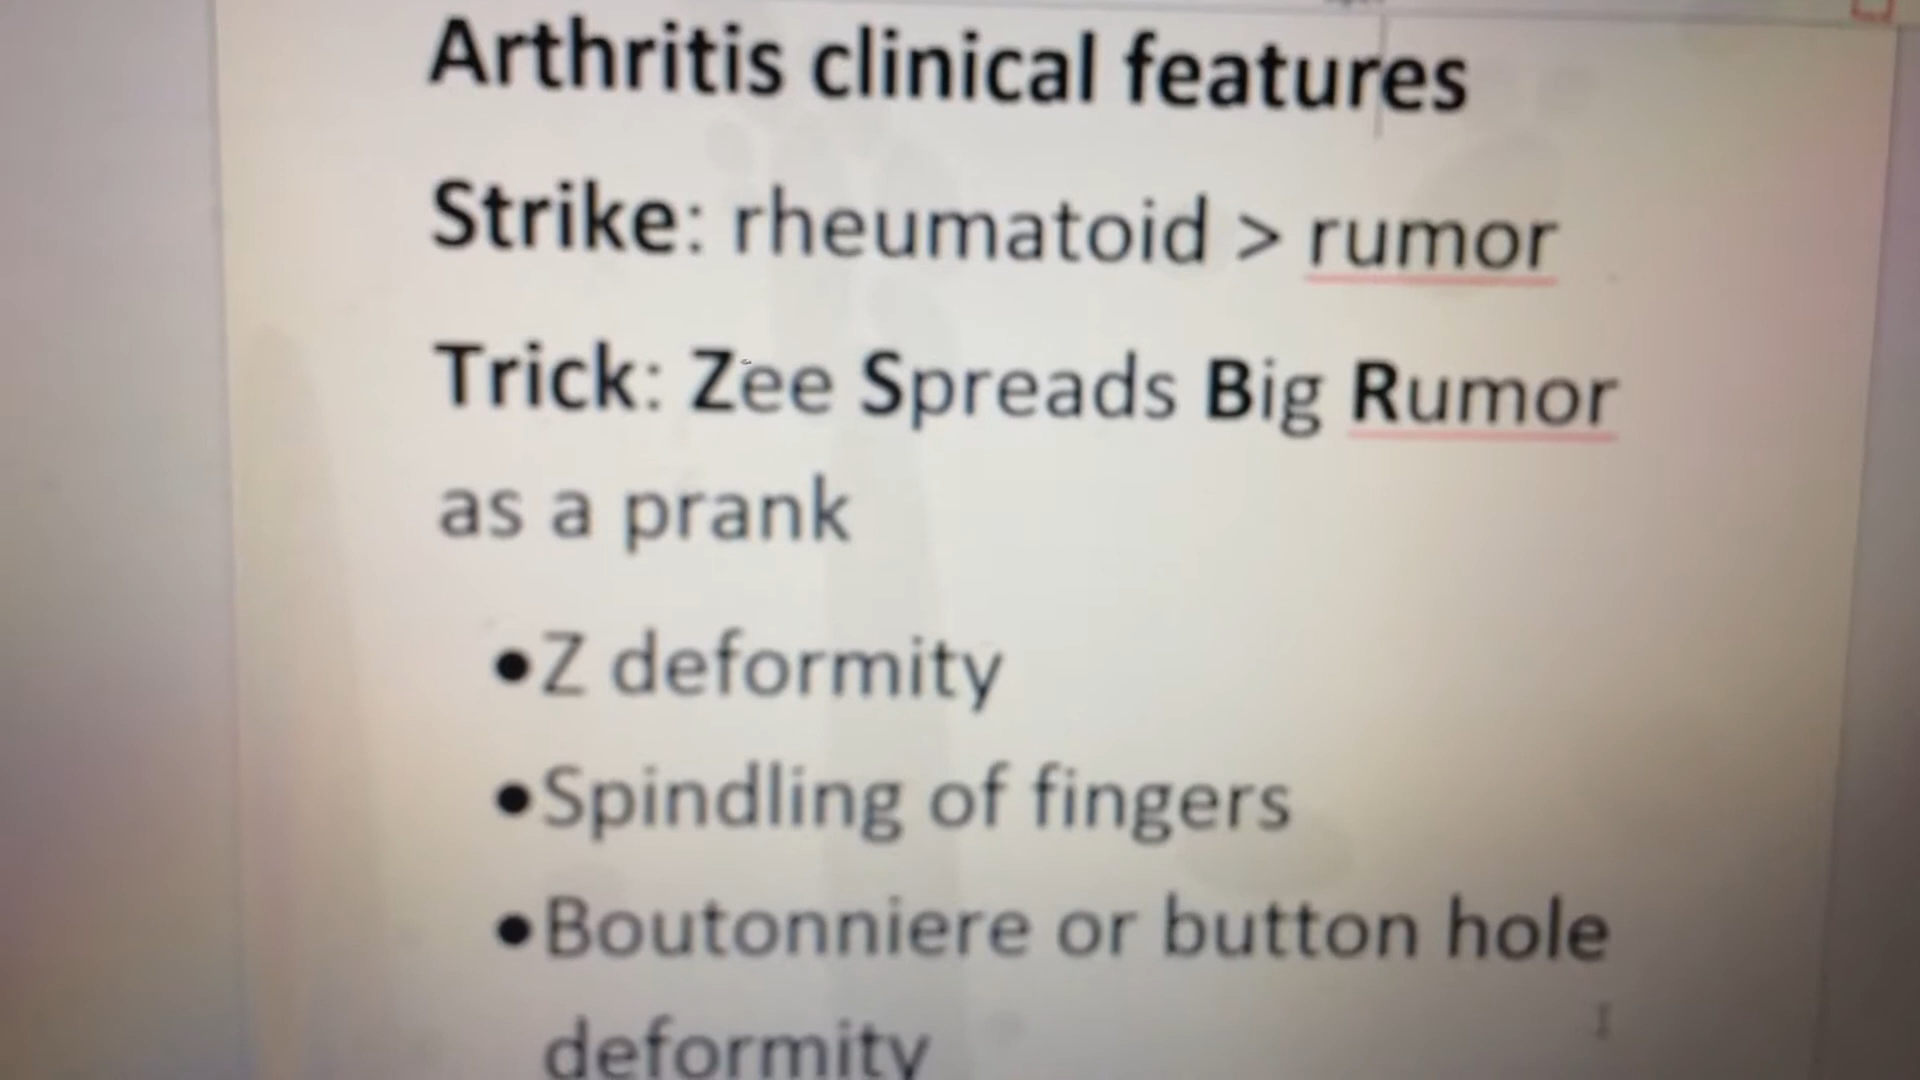 Arthritis clinical features
Strike: rheumatoid > rumor
Trick: Zee Spreads Big Rumor
as a prank
•Z deformity
•Spindling of fingers
•Boutonniere or button hole
deformity